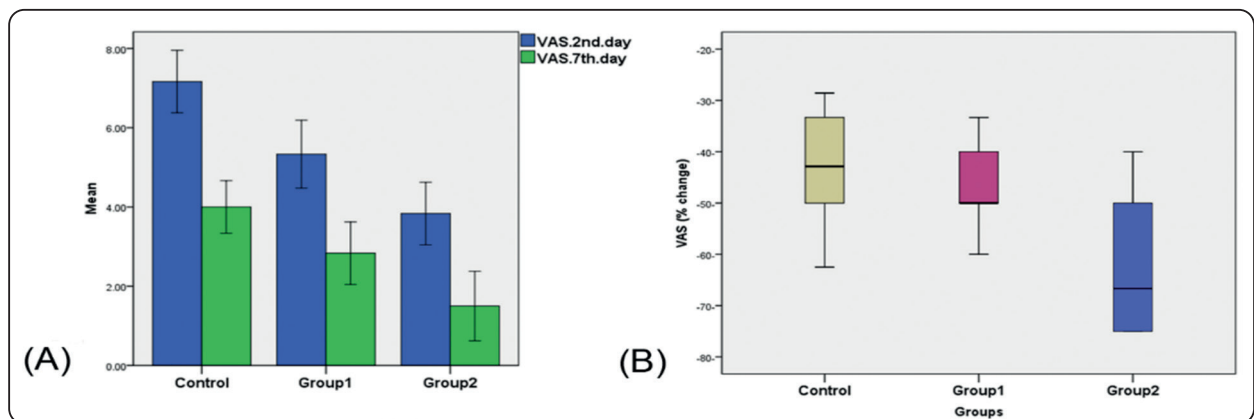 VAS.2nd.day
VAS.7th.day
8.00
6.00
4.00
2.00
0.00
Mean
Control Group1 Group2
(A)
-20-
-30-
-40-
-50-
-60-
-70-
-80-
VAS (% change)
Control Group1 Group2
Groups
(B)